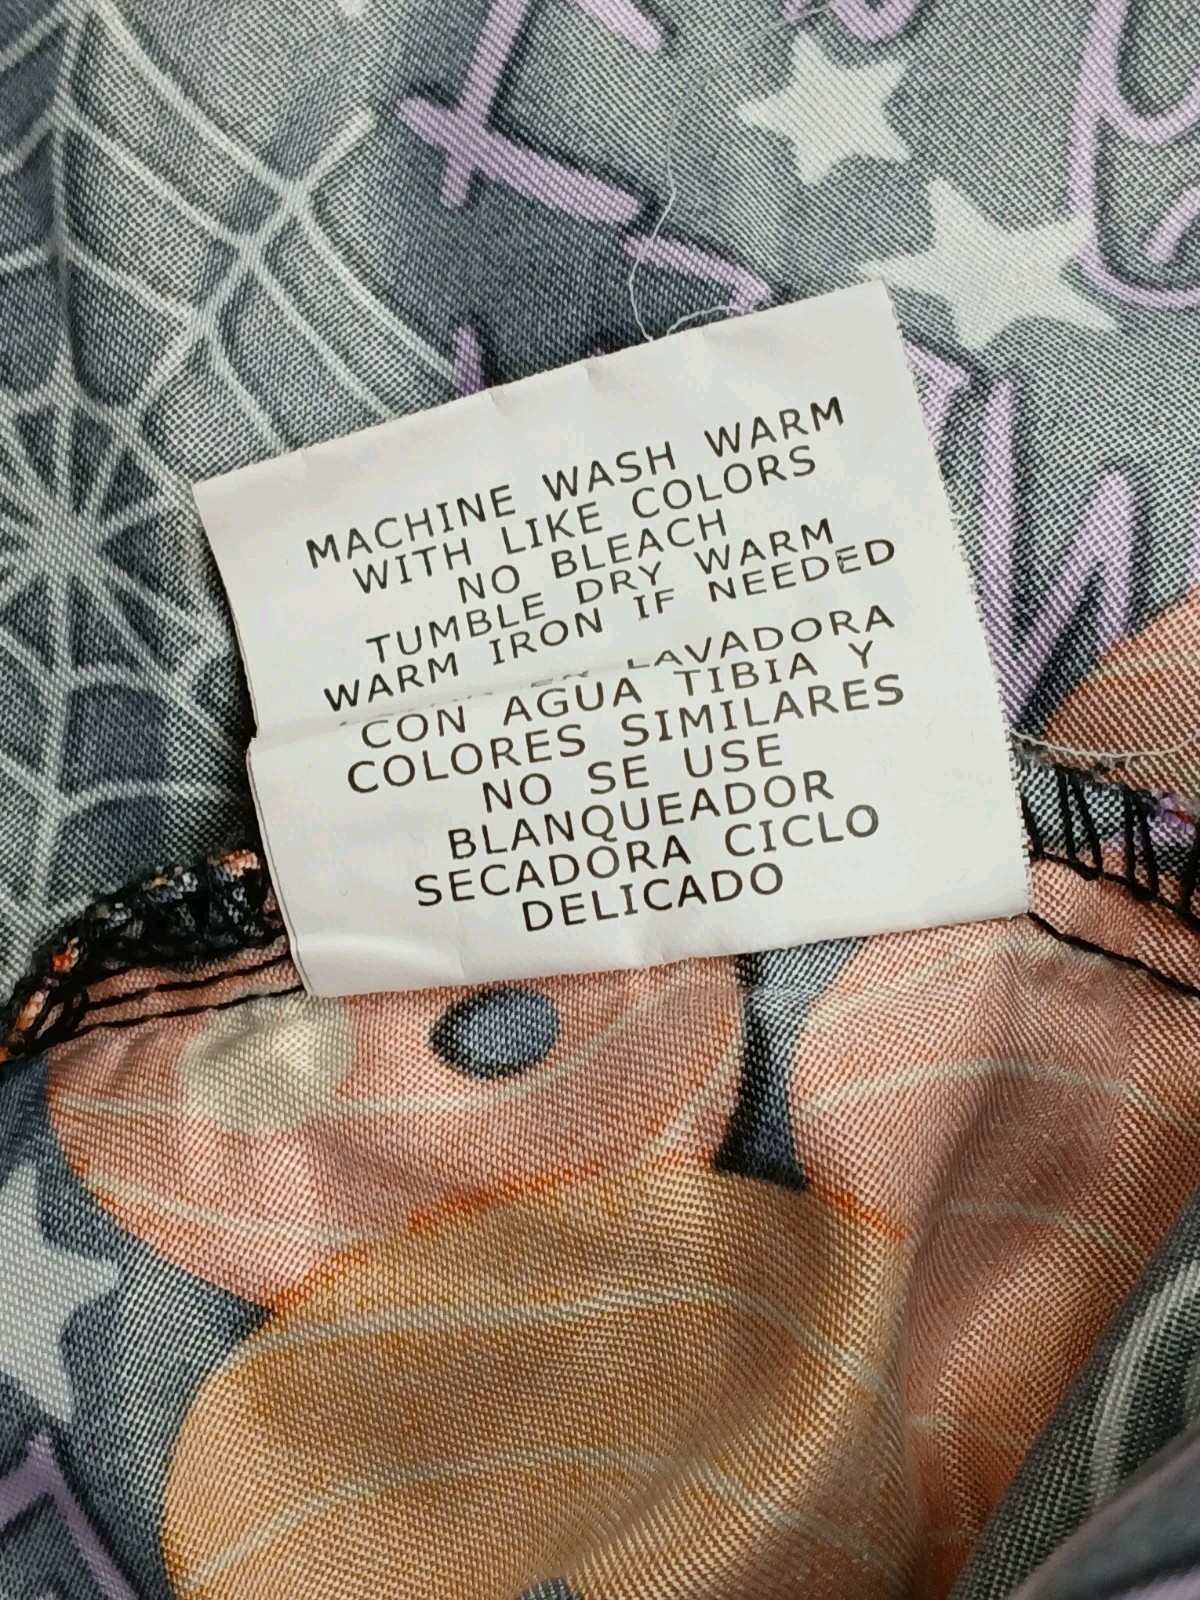 MACHINE WASH WARM
WITH LIKE COLORS
NO BLEACH
TUMBLE DRY WARM
WARM IRON IF NEEDED
LAVADORA
CON AGUA TIBIA Y
COLORES SIMILARES
NO SE USE
BLANQUEADOR
SECADORA CICLO
DELICADO